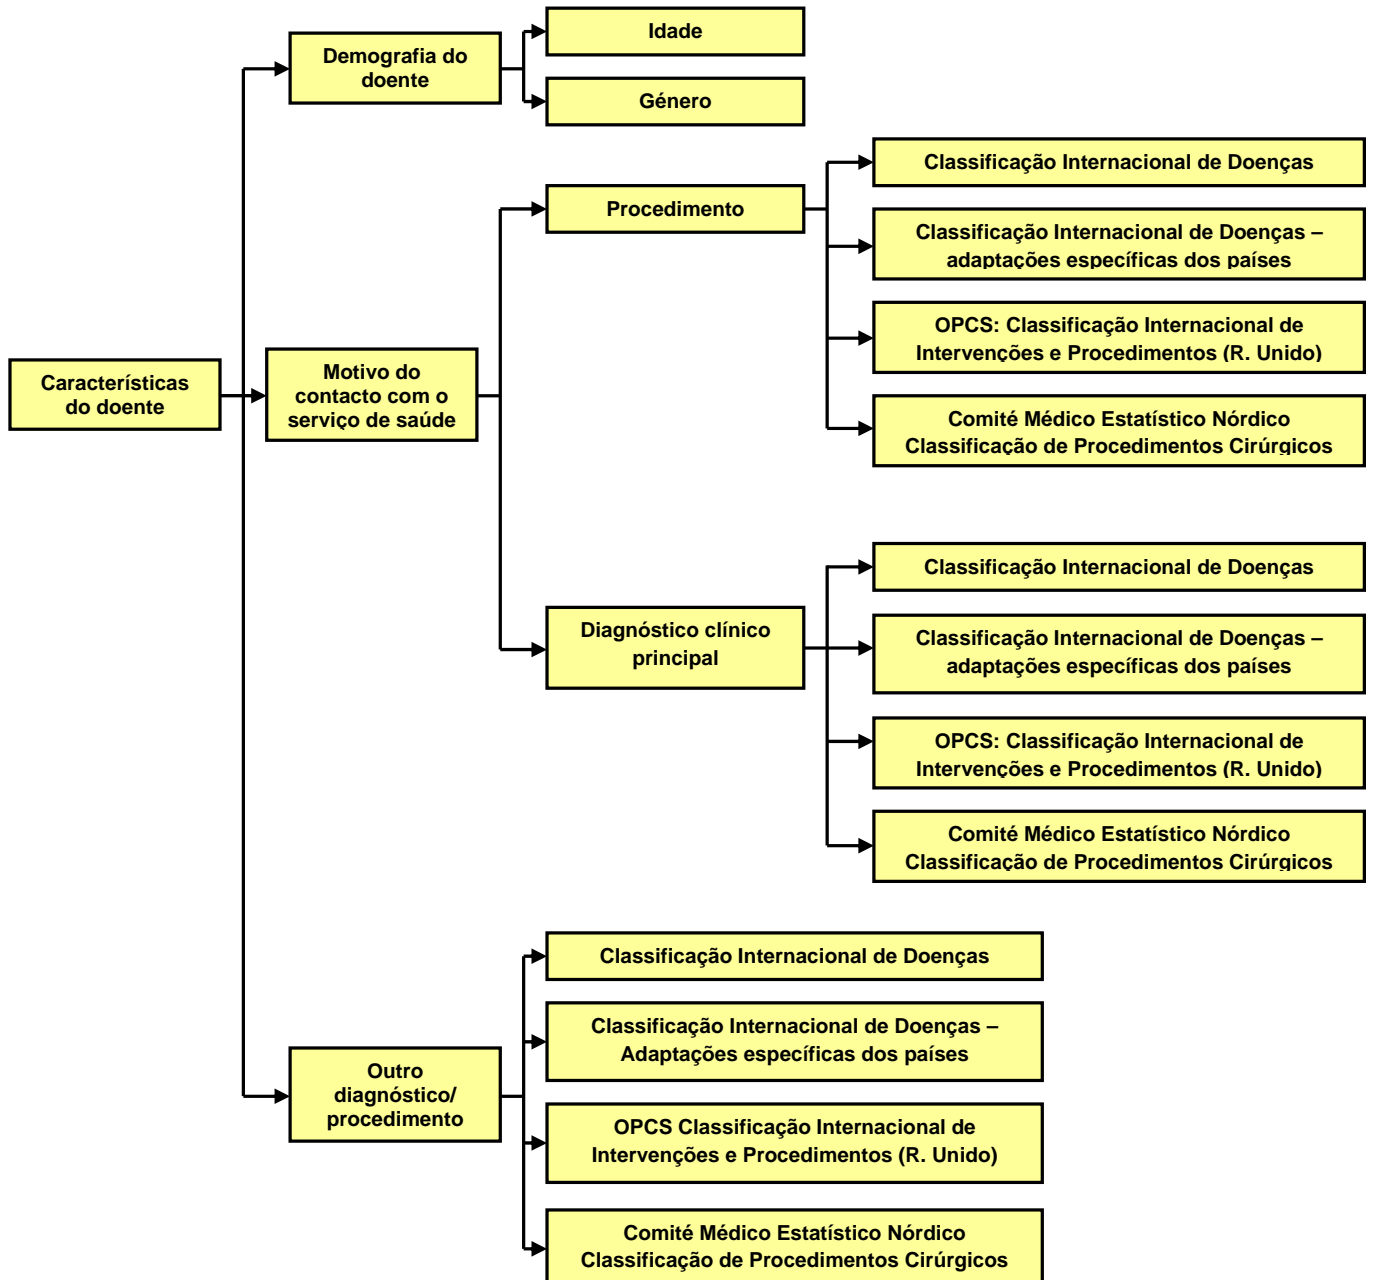 Idade
Demografia do
doente
Género
Classificação Internacional de Doenças
Procedimento
Classificação Internacional de Doenças –
adaptações específicas dos países
OPCS: Classificação Internacional de
Intervenções e Procedimentos (R. Unido)
Características
do doente
Motivo do
contacto com o
serviço de saúde
Comité Médico Estatístico Nórdico
Classificação de Procedimentos Cirúrgicos
Classificação Internacional de Doenças
Diagnóstico clínico
principal
Classificação Internacional de Doenças –
adaptações específicas dos países
OPCS: Classificação Internacional de
Intervenções e Procedimentos (R. Unido)
Comité Médico Estatístico Nórdico
Classificação de Procedimentos Cirúrgicos
Classificação Internacional de Doenças
Classificação Internacional de Doenças –
Adaptações específicas dos países
Outro
diagnóstico/
procedimento
OPCS Classificação Internacional de
Intervenções e Procedimentos (R. Unido)
Comité Médico Estatístico Nórdico
Classificação de Procedimentos Cirúrgicos